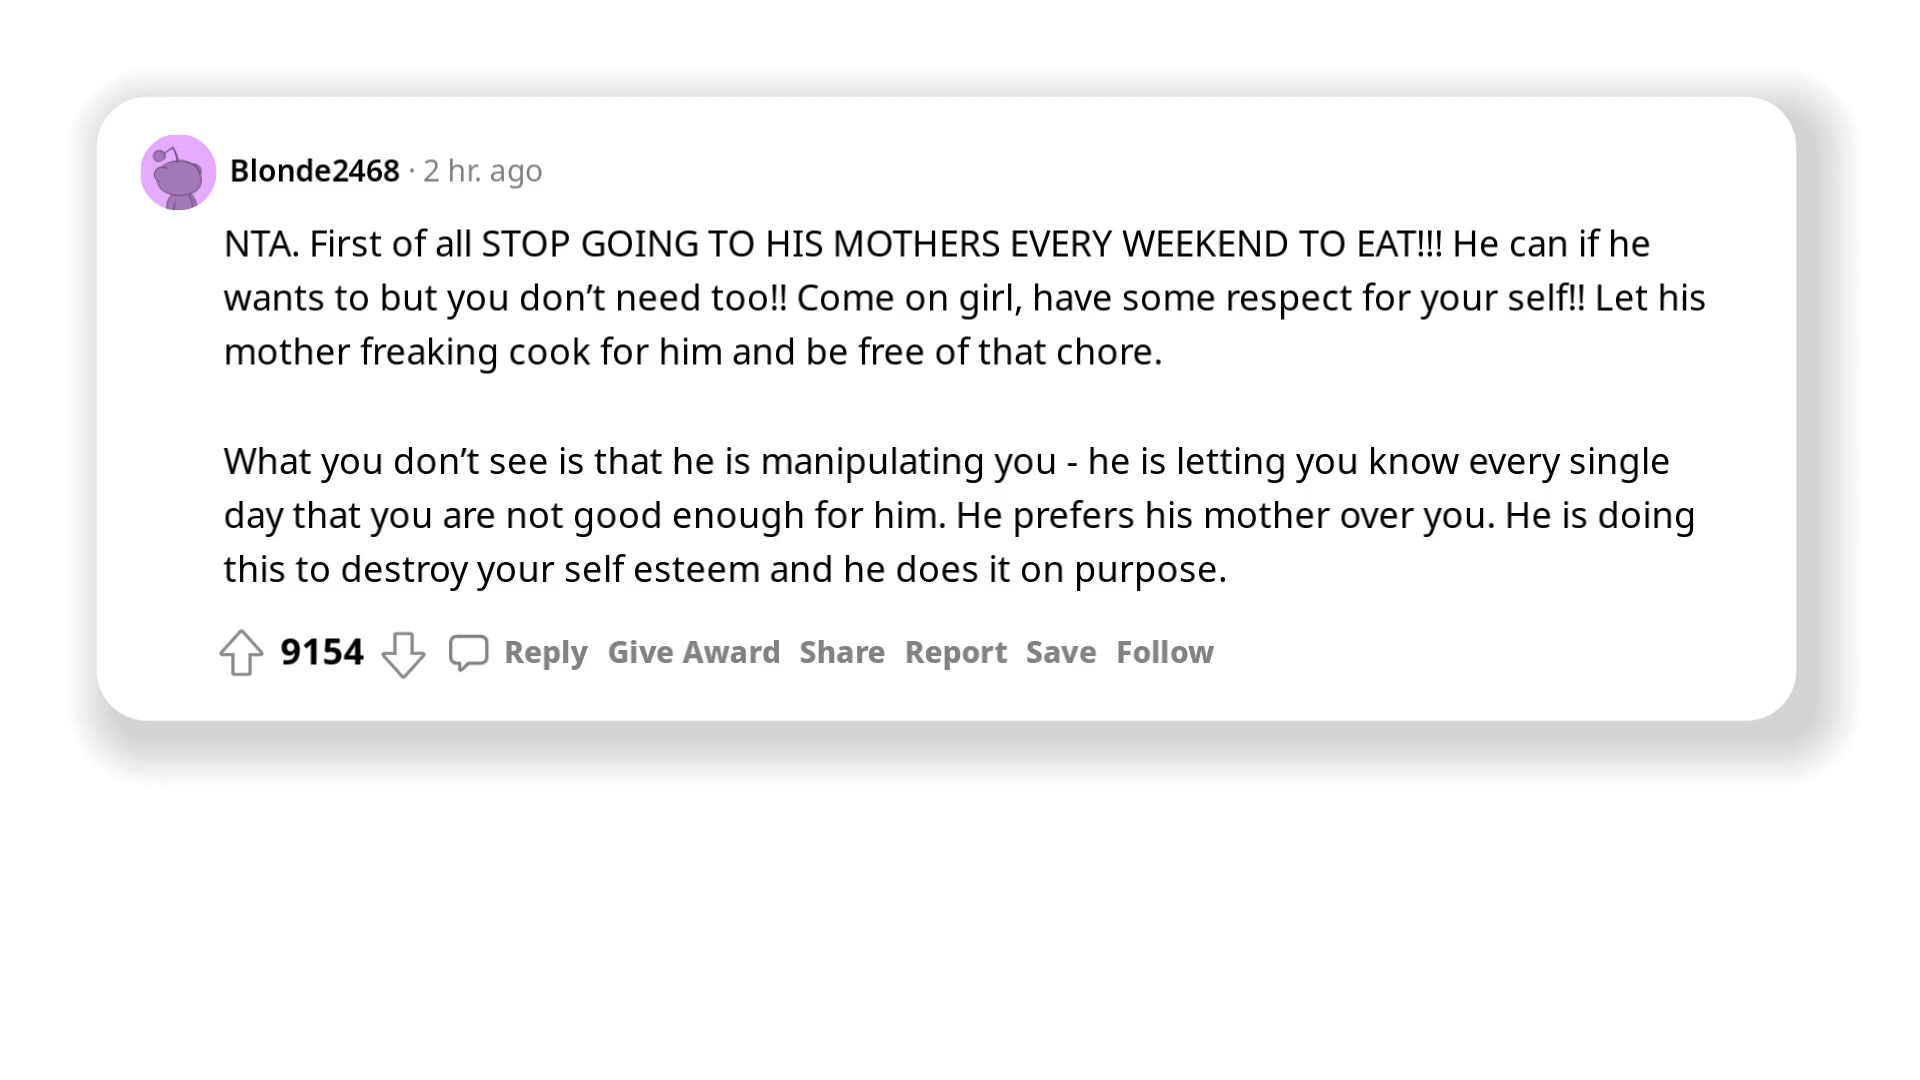 Blonde2468 · 2 hr. ago
NTA. First of all STOP GOING TO HIS MOTHERS EVERY WEEKEND TO EAT!!! He can if he
wants to but you don’t need too!! Come on girl, have some respect for your self!! Let his
mother freaking cook for him and be free of that chore.
What you don’t see is that he is manipulating you - he is letting you know every single
day that you are not good enough for him. He prefers his mother over you. He is doing
this to destroy your self esteem and he does it on purpose.
9154 Reply Give Award Share Report Save Follow